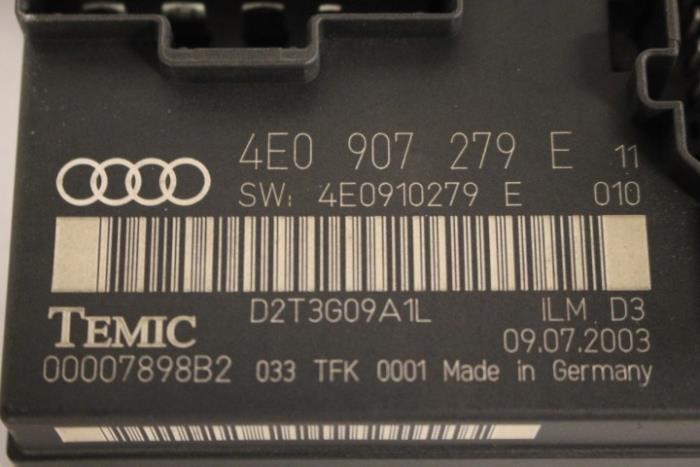 4E0 907 279 E 11
SW: 4E0910279 E 010
D2T3G09A1L ILM D3
TEMIC 09.07.2003
00007898B2 033 TFK 0001 Made in Germany